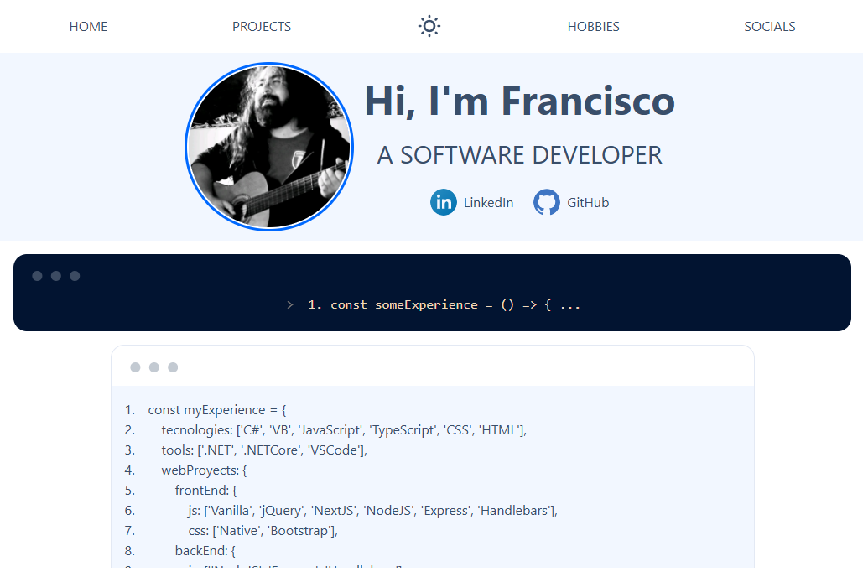 HOME PROJECTS HOBBIES SOCIALS
Hi, I'm Francisco
A SOFTWARE DEVELOPER
in LinkedIn GitHub
> 1. const someExperience = () => { ...
1. const myExperience = {
2. tecnologies: ['C#', 'VB', 'JavaScript', 'TypeScript', 'CSS', 'HTML'],
3. tools: ['.NET', '.NETCore', 'VSCode'],
4. webProyects: {
5. frontEnd: {
6. js: ['Vanilla', 'jQuery', 'NextJS', 'NodeJS', 'Express', 'Handlebars'],
7. css: ['Native', 'Bootstrap'],
8. backEnd: {